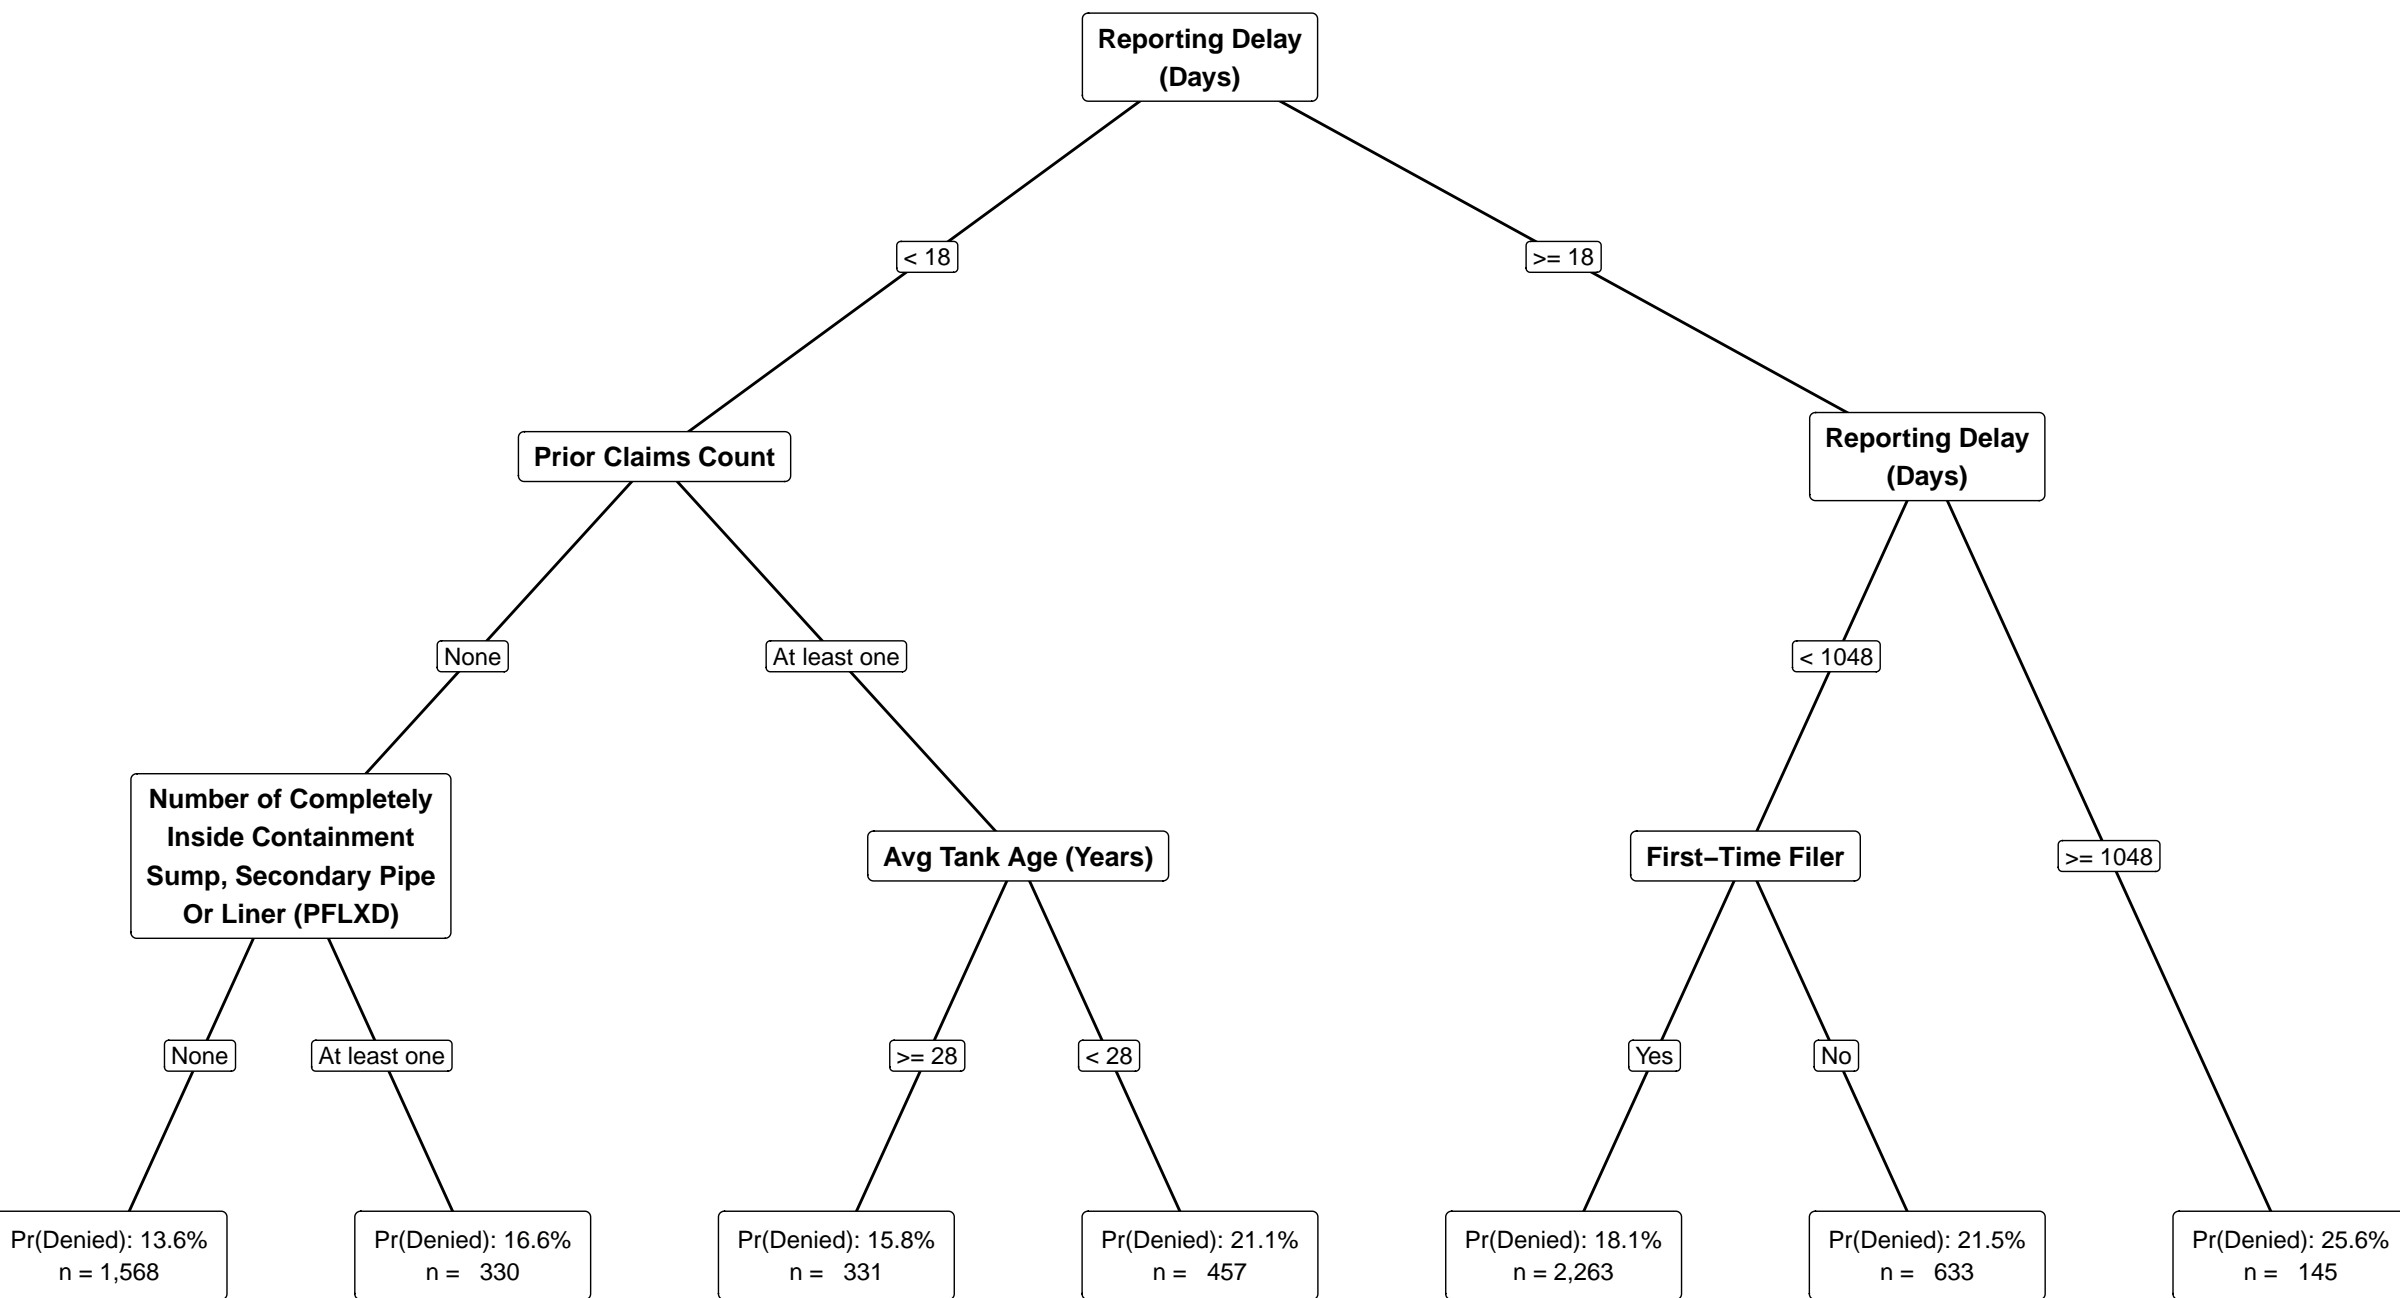 Reporting Delay
(Days)
< 18
>= 18
Prior Claims Count
Reporting Delay
(Days)
None
At least one
< 1048
Number of Completely
Inside Containment
Sump, Secondary Pipe
Or Liner (PFLXD)
Avg Tank Age (Years)
First−Time Filer
>= 1048
None
At least one
>= 28
< 28
Yes
No
Pr(Denied): 13.6%
n = 1,568
Pr(Denied): 16.6%
n = 330
Pr(Denied): 15.8%
n = 331
Pr(Denied): 21.1%
n = 457
Pr(Denied): 18.1%
n = 2,263
Pr(Denied): 21.5%
n = 633
Pr(Denied): 25.6%
n = 145